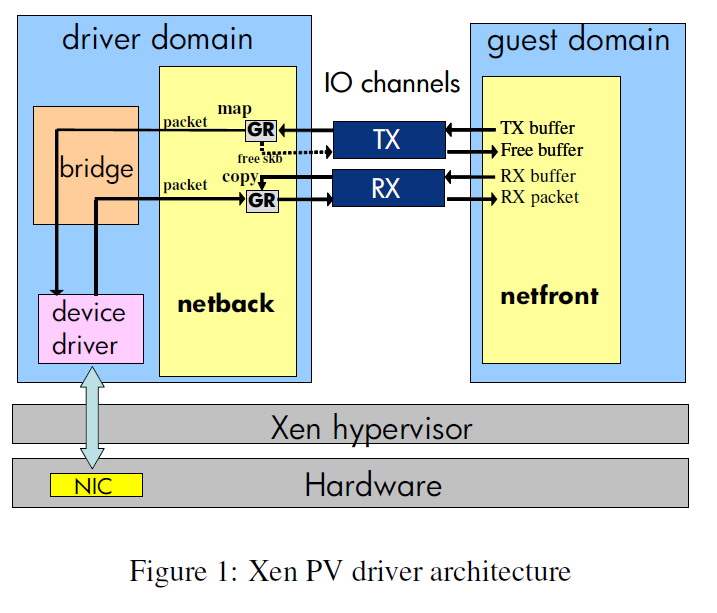 driver domain
guest domain
IO channels
map
packet
GR
TX
TX buffer
free skb
Free buffer
bridge
copy
packet
GR
RX
RX buffer
RX packet
netback
netfront
device
driver
Xen hypervisor
NIC
Hardware
Figure 1: Xen PV driver architecture